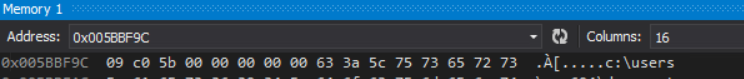 Memory 1
Address: 0x005BBF9C Columns: 16
0x005BBF9C 09 c0 5b 00 00 00 00 00 63 3a 5c 75 73 65 72 73 .À[.....c:\users